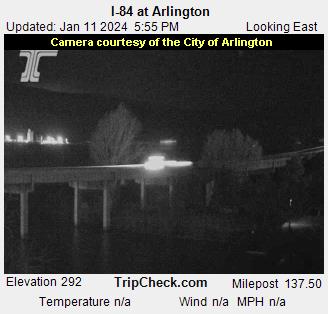 I-84 at Arlington
Updated: Jan 11 2024 5:55 PM Looking East
Camera courtesy of the City of Arlington
Elevation 292 TripCheck.com Milepost 137.50
Temperature n/a Wind n/a MPH n/a